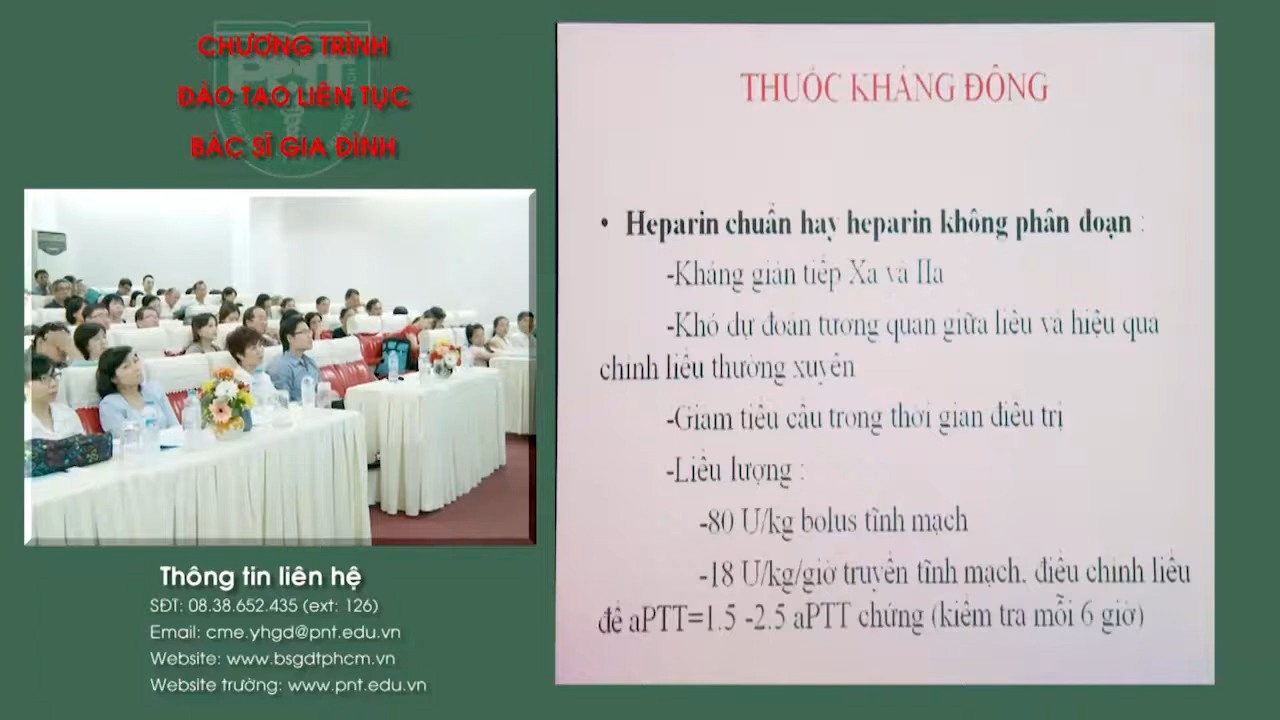 CHƯƠNG TRÌNH
ĐÀO TẠO LIÊN TỤC
BÁC SĨ GIA ĐÌNH
PNT
Thông tin liên hệ
SĐT: 08.38.652.435 (ext: 126)
Email: cme.yhgd@pnt.edu.vn
Website: www.bsgdtphcm.vn
Website trường: www.pnt.edu.vn
THUỐC KHÁNG ĐÔNG
• Heparin chuẩn hay heparin không phân đoạn :
-Kháng gián tiếp Xa và IIa
-Khó dự đoán tương quan giữa liều và hiệu quả
chỉnh liều thường xuyên
-Giảm tiểu cầu trong thời gian điều trị
-Liều lượng :
-80 U/kg bolus tĩnh mạch
-18 U/kg/giờ truyền tĩnh mạch, điều chỉnh liều
để aPTT=1.5 -2.5 aPTT chứng (kiểm tra mỗi 6 giờ)